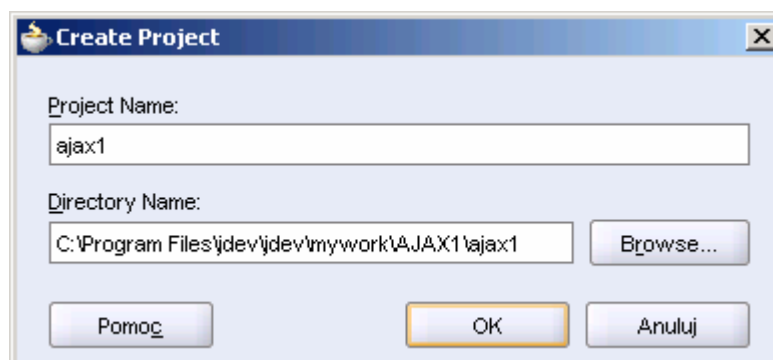 Create Project
Project Name:
ajax1
Directory Name:
C:\Program Files\jdev\jdev\mywork\AJAX1\ajax1
Browse...
Pomoc
OK
Anuluj